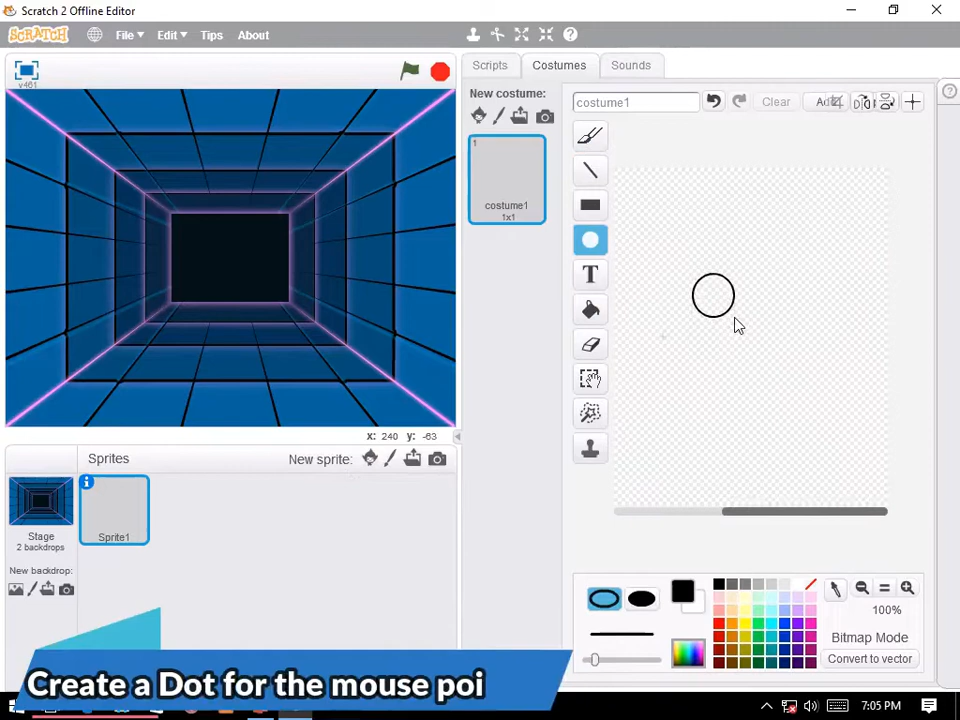 Scratch 2 Offline Editor
SCRATCH File Edit Tips About
v461
Scripts Costumes Sounds
New costume:
costume1 Clear Add
1
costume1
1x1
T
x: 240 y: -63
Sprites New sprite:
Stage
2 backdrops
Sprite1
New backdrop:
100%
Bitmap Mode
Convert to vector
Create a Dot for the mouse poi
7:05 PM